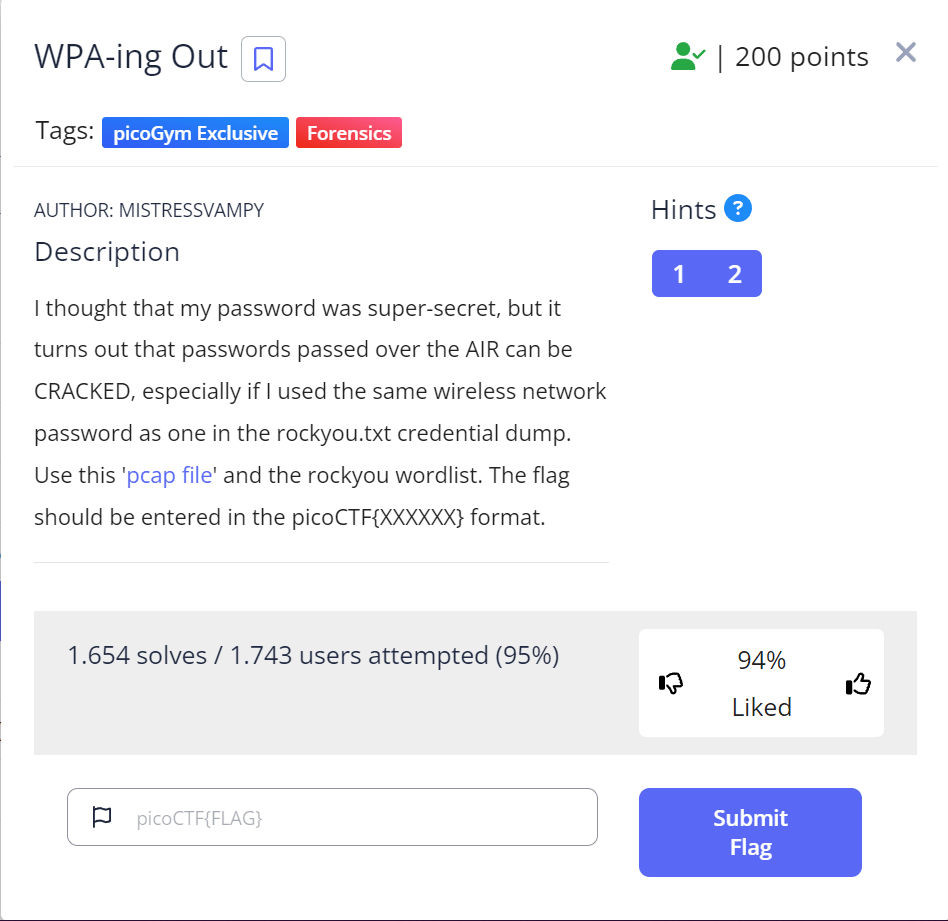 WPA-ing Out
| 200 points
Tags: picoGym Exclusive Forensics
AUTHOR: MISTRESSVAMPY
Hints ?
Description
1 2
I thought that my password was super-secret, but it
turns out that passwords passed over the AIR can be
CRACKED, especially if I used the same wireless network
password as one in the rockyou.txt credential dump.
Use this 'pcap file' and the rockyou wordlist. The flag
should be entered in the picoCTF{XXXXXX} format.
1.654 solves / 1.743 users attempted (95%)
94%
Liked
picoCTF{FLAG}
Submit
Flag